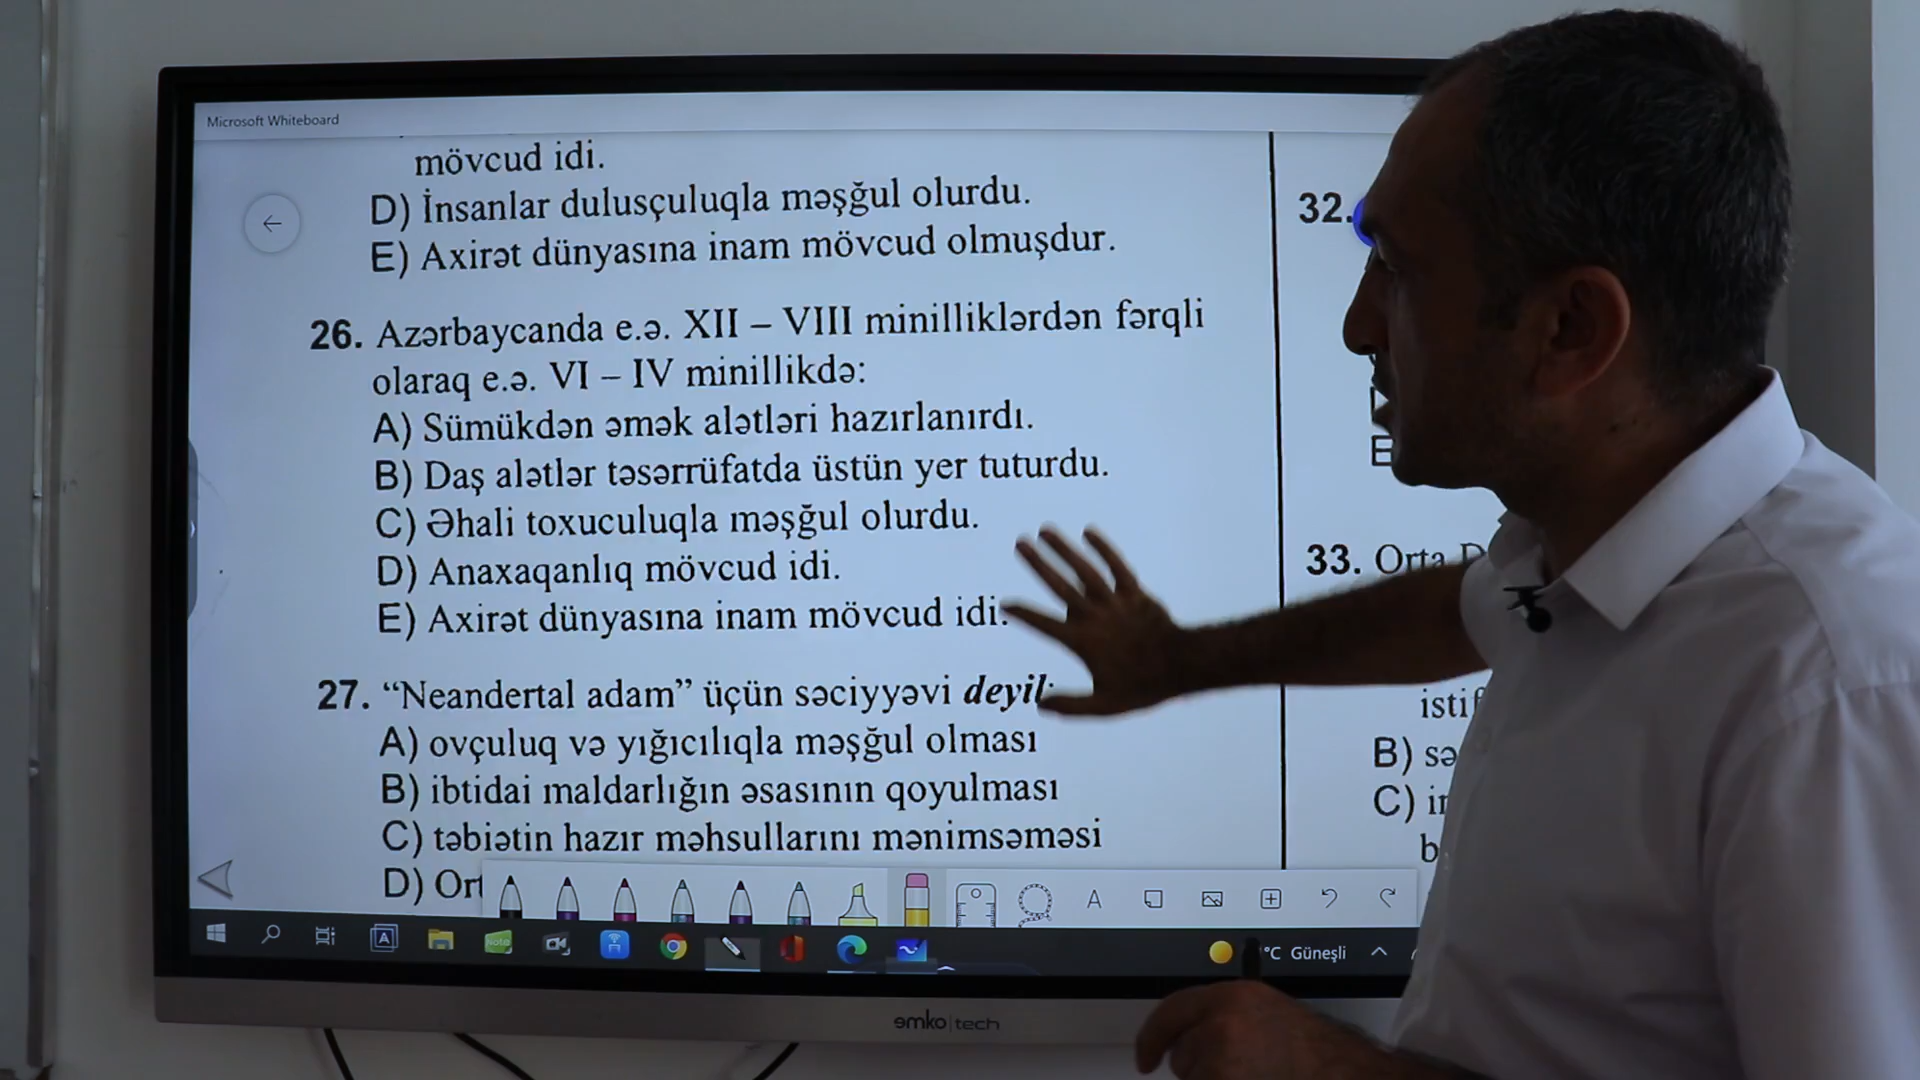 Microsoft Whiteboard
mövcud idi.
D) İnsanlar dulusçuluqla məşğul olurdu.
E) Axirət dünyasına inam mövcud olmuşdur.
26. Azərbaycanda e.ə. XII – VIII minilliklərdən fərqli
olaraq e.ə. VI – IV minillikdə:
A) Sümükdən əmək alətləri hazırlanırdı.
B) Daş alətlər təsərrüfatda üstün yer tuturdu.
C) Əhali toxuculuqla məşğul olurdu.
D) Anaxaqanlıq mövcud idi.
E) Axirət dünyasına inam mövcud idi.
27. “Neandertal adam” üçün səciyyəvi deyil:
A) ovçuluq və yığıcılıqla məşğul olması
B) ibtidai maldarlığın əsasının qoyulması
C) təbiətin hazır məhsullarını mənimsəməsi
D) Ort
32.
E
33. Orta
istif
B) sə
C)
b
°C Güneşli
emko tech